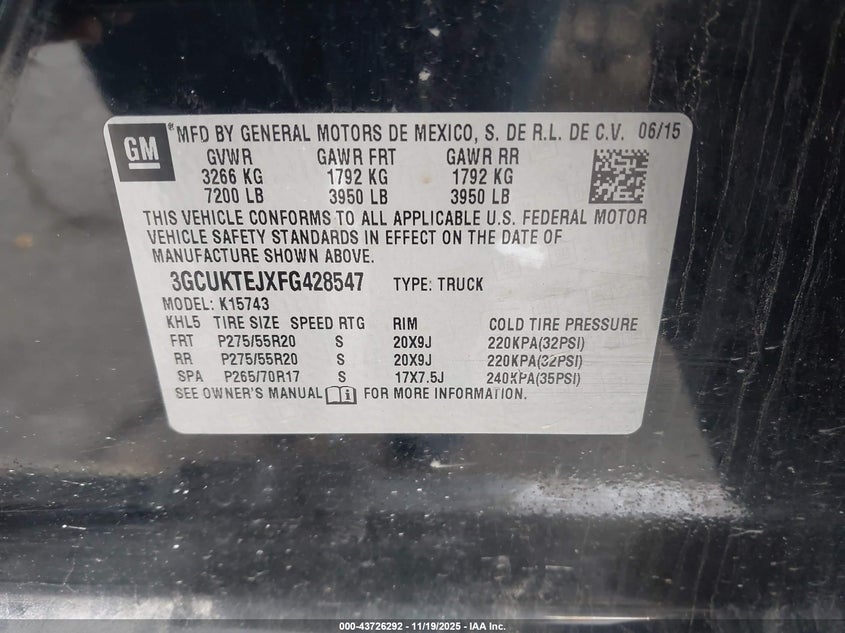 GM
® MFD BY GENERAL MOTORS DE MEXICO, S. DE R.L. DE C.V. 06/15
GVWR GAWR FRT GAWR RR
3266 KG 1792 KG 1792 KG
7200 LB 3950 LB 3950 LB
THIS VEHICLE CONFORMS TO ALL APPLICABLE U.S. FEDERAL MOTOR
VEHICLE SAFETY STANDARDS IN EFFECT ON THE DATE OF
MANUFACTURE SHOWN ABOVE.
3GCUKTEJXFG428547 TYPE: TRUCK
MODEL: K15743
KHL5 TIRE SIZE SPEED RTG RIM COLD TIRE PRESSURE
FRT P275/55R20 S 20X9J 220KPA(32PSI)
RR P275/55R20 S 20X9J 220KPA(32PSI)
SPA P265/70R17 S 17X7.5J 240KPA(35PSI)
SEE OWNER'S MANUAL FOR MORE INFORMATION.
000-43726292 - 11/19/2025 - IAA Inc.